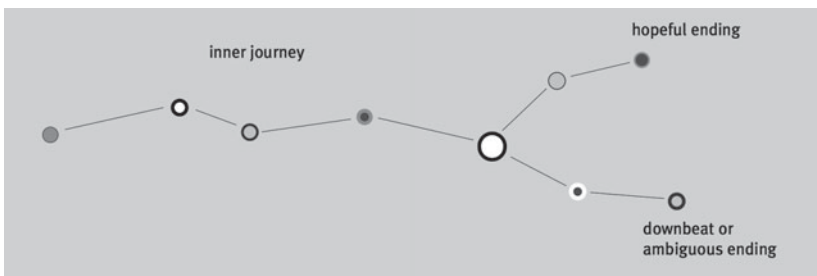 inner journey
hopeful ending
downbeat or
ambiguous ending